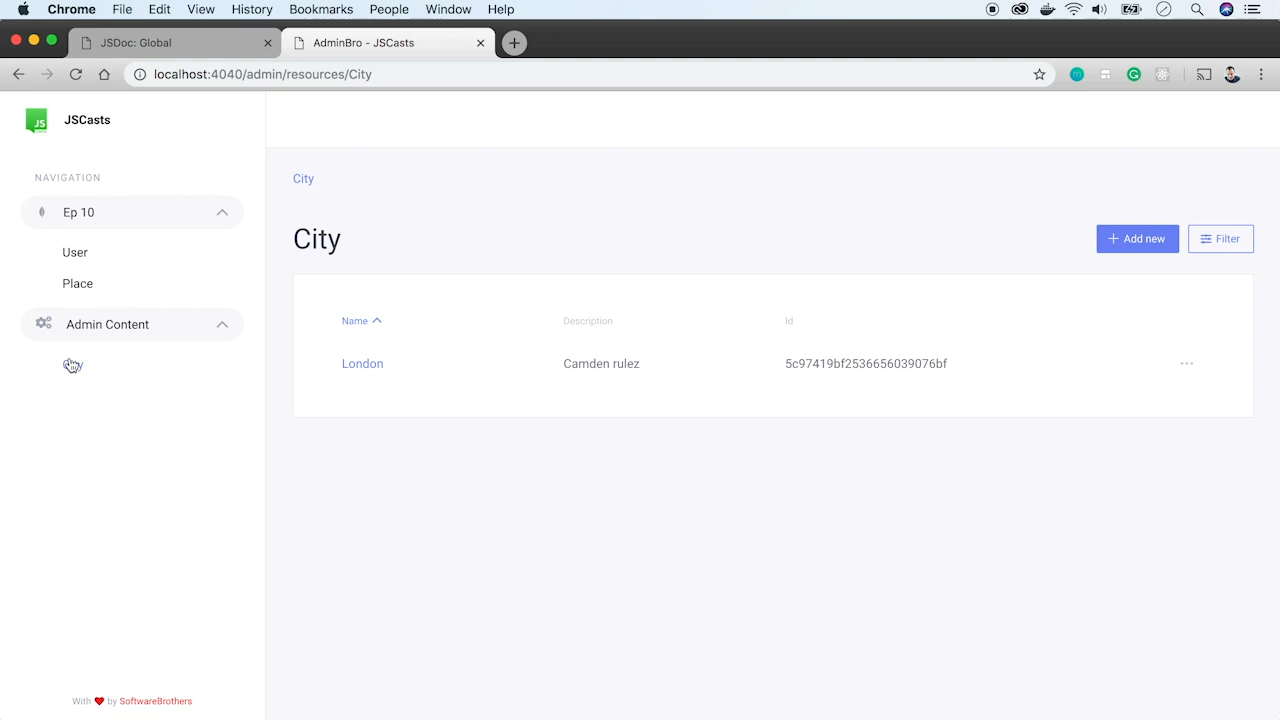 Chrome File Edit View History Bookmarks People Window Help
JSDoc: Global
AdminBro - JSCasts
localhost:4040/admin/resources/City
JS
JSCasts
NAVIGATION
Ep 10
User
Place
Admin Content
City
City
Add new
Filter
Name Description Id
London Camden rulez 5c97419bf2536656039076bf
With ❤ by SoftwareBrothers